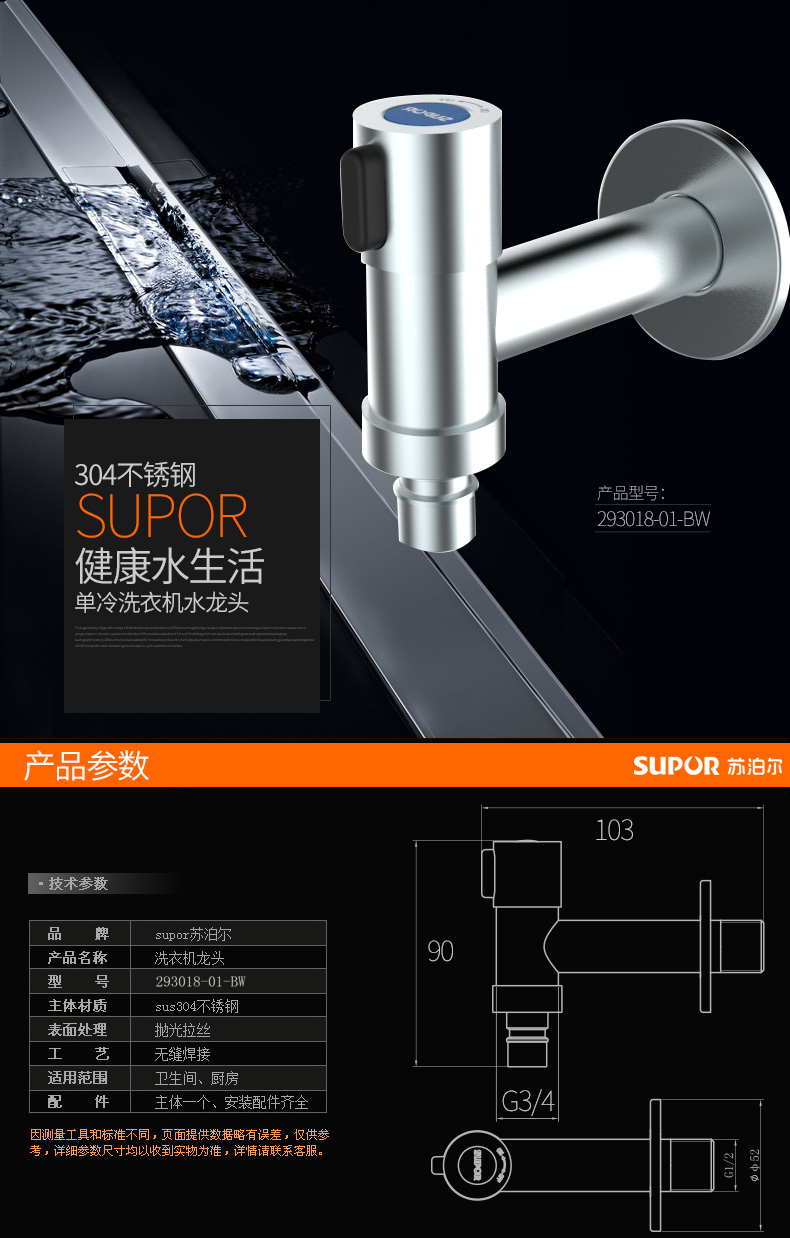 SUPOR
304不锈钢
SUPOR
健康水生活
单冷洗衣机水龙头
产品型号：
293018-01-BW
产品参数
SUPOR 苏泊尔
· 技术参数
品 牌 supor苏泊尔
产品名称 洗衣机龙头
型 号 293018-01-BW
主体材质 sus304不锈钢
表面处理 抛光拉丝
工 艺 无缝焊接
适用范围 卫生间、厨房
配 件 主体一个、安装配件齐全
因测量工具和标准不同，页面提供数据略有误差，仅供参
考，详细参数尺寸均以收到实物为准，详情请联系客服。
103
90
G3/4
SUPOR
G1/2
ϕф52